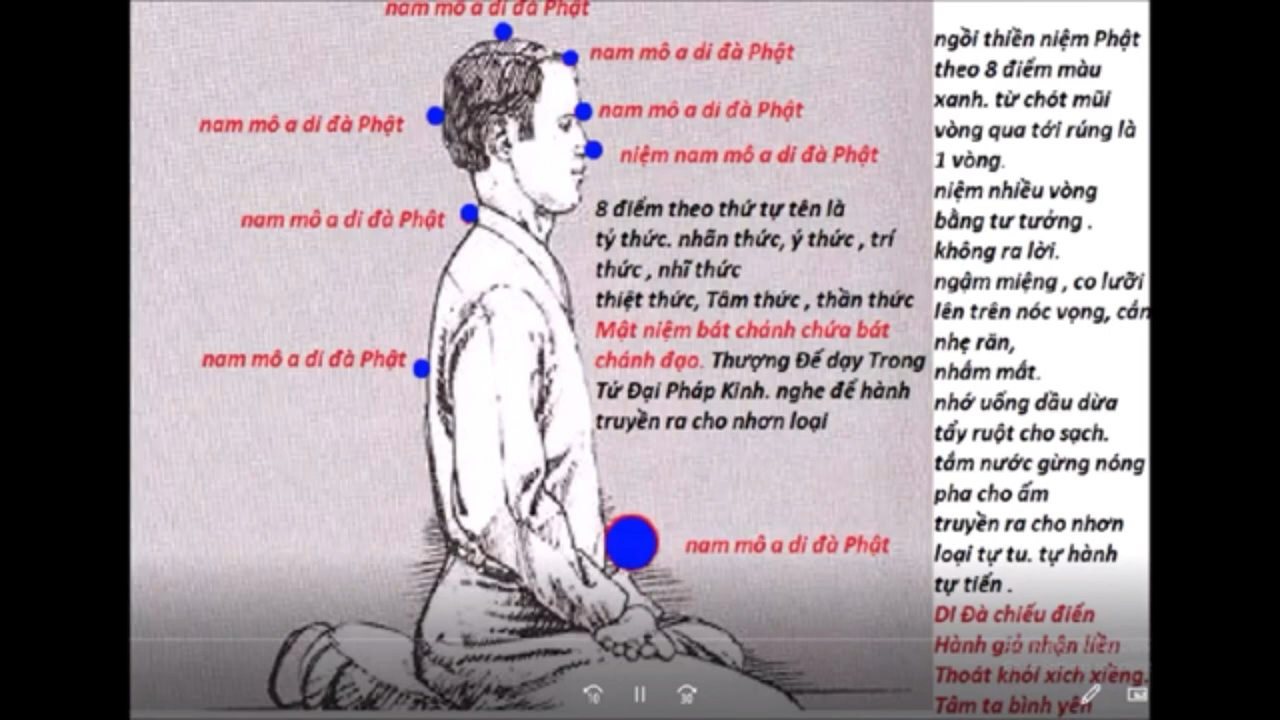 nam mô a di đà Phật
nam mô a di đà Phật
nam mô a di đà Phật
nam mô a di đà Phật
niệm nam mô a di đà Phật
nam mô a di đà Phật
nam mô a di đà Phật
nam mô a di đà Phật
8 điểm theo thứ tự tên là
tỷ thức. nhãn thức, ý thức , trí
thức , nhĩ thức
thiệt thức, Tâm thức , thần thức
Mật niệm bát chánh chứa bát
chánh đạo. Thượng Đế dạy Trong
Tứ Đại Pháp Kinh. nghe để hành
truyền ra cho nhơn loại
nam mô a di đà Phật
ngồi thiền niệm Phật
theo 8 điểm màu
xanh. từ chót mũi
vòng qua tới rúng là
1 vòng.
niệm nhiều vòng
bằng tư tưởng .
không ra lời.
ngậm miệng , co lưỡi
lên trên nóc vọng, cắn
nhẹ răn,
nhắm mắt.
nhớ uống dầu dừa
tẩy ruột cho sạch.
tắm nước gừng nóng
pha cho ấm
truyền ra cho nhơn
loại tự tu. tự hành
tự tiến .
DI Đà chiếu điển
Hành giả nhận liền
Thoát khỏi xích xiềng.
Tâm ta bình yên
10
30